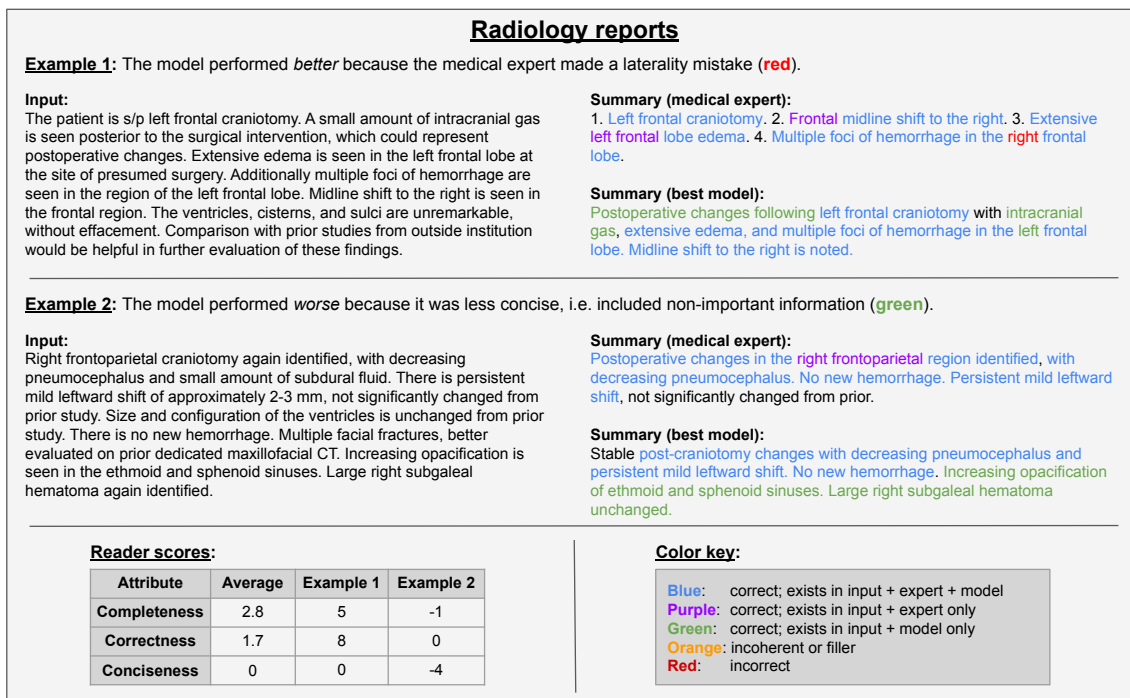 Radiology reports
Example 1: The model performed better because the medical expert made a laterality mistake (red).
Input:
The patient is s/p left frontal craniotomy. A small amount of intracranial gas
is seen posterior to the surgical intervention, which could represent
postoperative changes. Extensive edema is seen in the left frontal lobe at
the site of presumed surgery. Additionally multiple foci of hemorrhage are
seen in the region of the left frontal lobe. Midline shift to the right is seen in
the frontal region. The ventricles, cisterns, and sulci are unremarkable,
without effacement. Comparison with prior studies from outside institution
would be helpful in further evaluation of these findings.
Summary (medical expert):
1. Left frontal craniotomy. 2. Frontal midline shift to the right. 3. Extensive
left frontal lobe edema. 4. Multiple foci of hemorrhage in the right frontal
lobe.
Summary (best model):
Postoperative changes following left frontal craniotomy with intracranial
gas, extensive edema, and multiple foci of hemorrhage in the left frontal
lobe. Midline shift to the right is noted.
Example 2: The model performed worse because it was less concise, i.e. included non-important information (green).
Input:
Right frontoparietal craniotomy again identified, with decreasing
pneumocephalus and small amount of subdural fluid. There is persistent
mild leftward shift of approximately 2-3 mm, not significantly changed from
prior study. Size and configuration of the ventricles is unchanged from prior
study. There is no new hemorrhage. Multiple facial fractures, better
evaluated on prior dedicated maxillofacial CT. Increasing opacification is
seen in the ethmoid and sphenoid sinuses. Large right subgaleal
hematoma again identified.
Summary (medical expert):
Postoperative changes in the right frontoparietal region identified, with
decreasing pneumocephalus. No new hemorrhage. Persistent mild leftward
shift, not significantly changed from prior.
Summary (best model):
Stable post-craniotomy changes with decreasing pneumocephalus and
persistent mild leftward shift. No new hemorrhage. Increasing opacification
of ethmoid and sphenoid sinuses. Large right subgaleal hematoma
unchanged.
Reader scores:
Attribute Average Example 1 Example 2
Completeness 2.8 5 -1
Correctness 1.7 8 0
Conciseness 0 0 -4
Color key:
Blue: correct; exists in input + expert + model
Purple: correct; exists in input + expert only
Green: correct; exists in input + model only
Orange: incoherent or filler
Red: incorrect